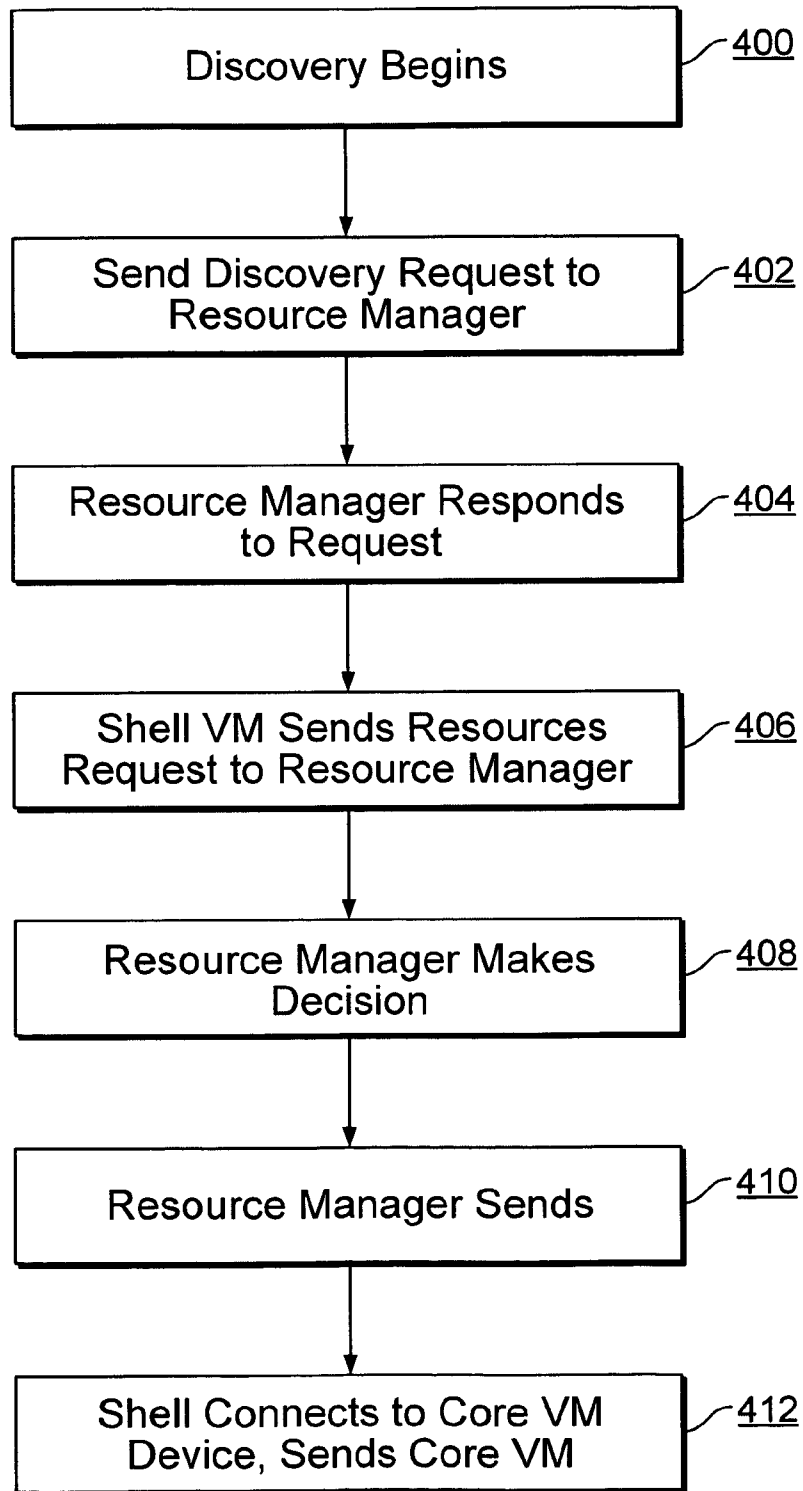 Discovery Begins
400
Send Discovery Request to
Resource Manager
402
Resource Manager Responds
to Request
404
Shell VM Sends Resources
Request to Resource Manager
406
Resource Manager Makes
Decision
408
Resource Manager Sends
410
Shell Connects to Core VM
Device, Sends Core VM
412